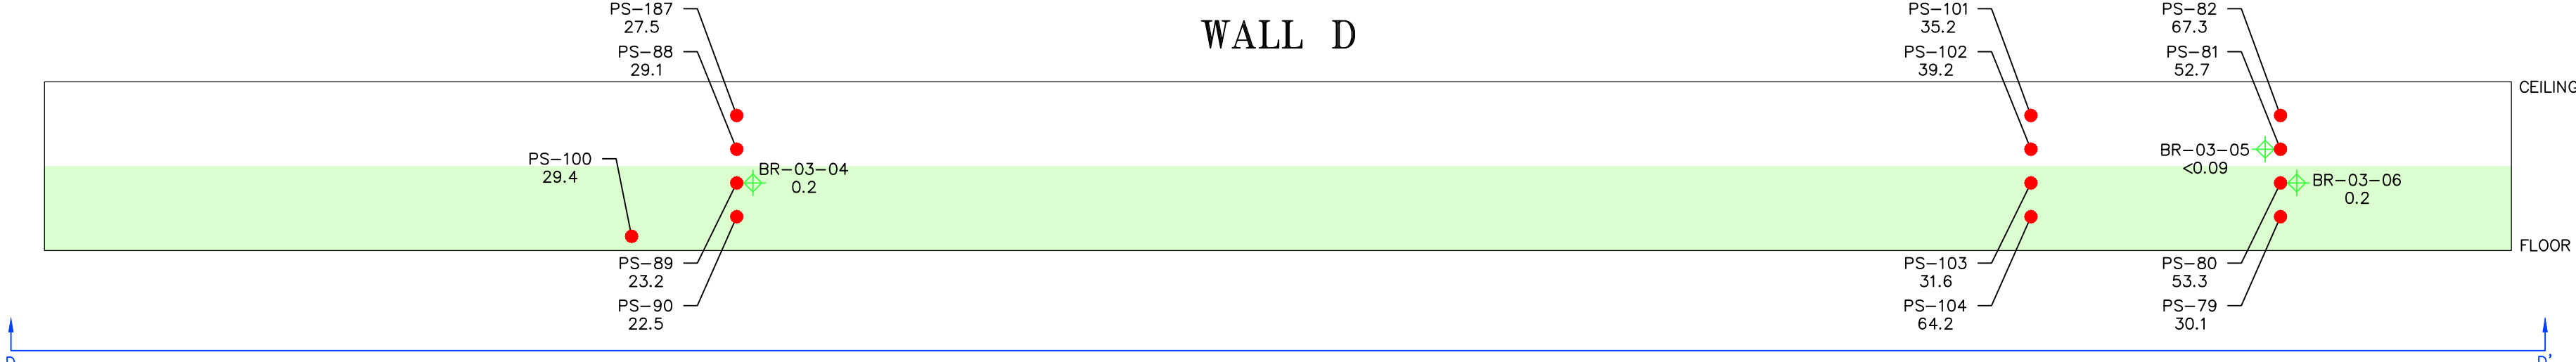 WALL D
PS-187
27.5
PS-88
29.1
PS-101
35.2
PS-102
39.2
PS-82
67.3
PS-81
52.7
CEILING
PS-100
29.4
BR-03-04
0.2
BR-03-05
<0.09
BR-03-06
0.2
FLOOR
PS-89
23.2
PS-90
22.5
PS-103
31.6
PS-104
64.2
PS-80
53.3
PS-79
30.1
D
D'